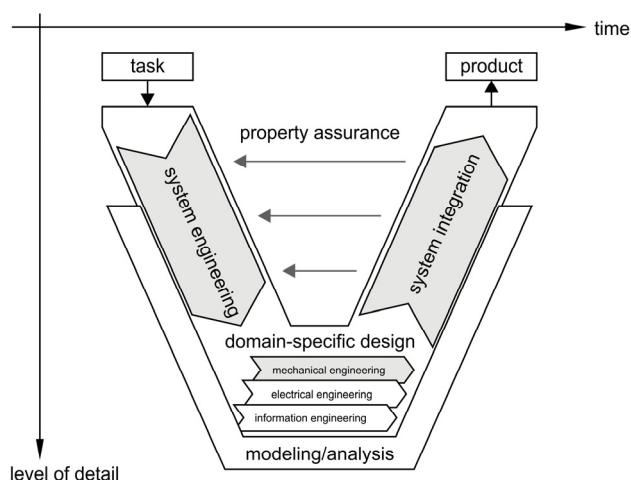 time
task
product
property assurance
system engineering
system integration
domain-specific design
mechanical engineering
electrical engineering
information engineering
modeling/analysis
level of detail